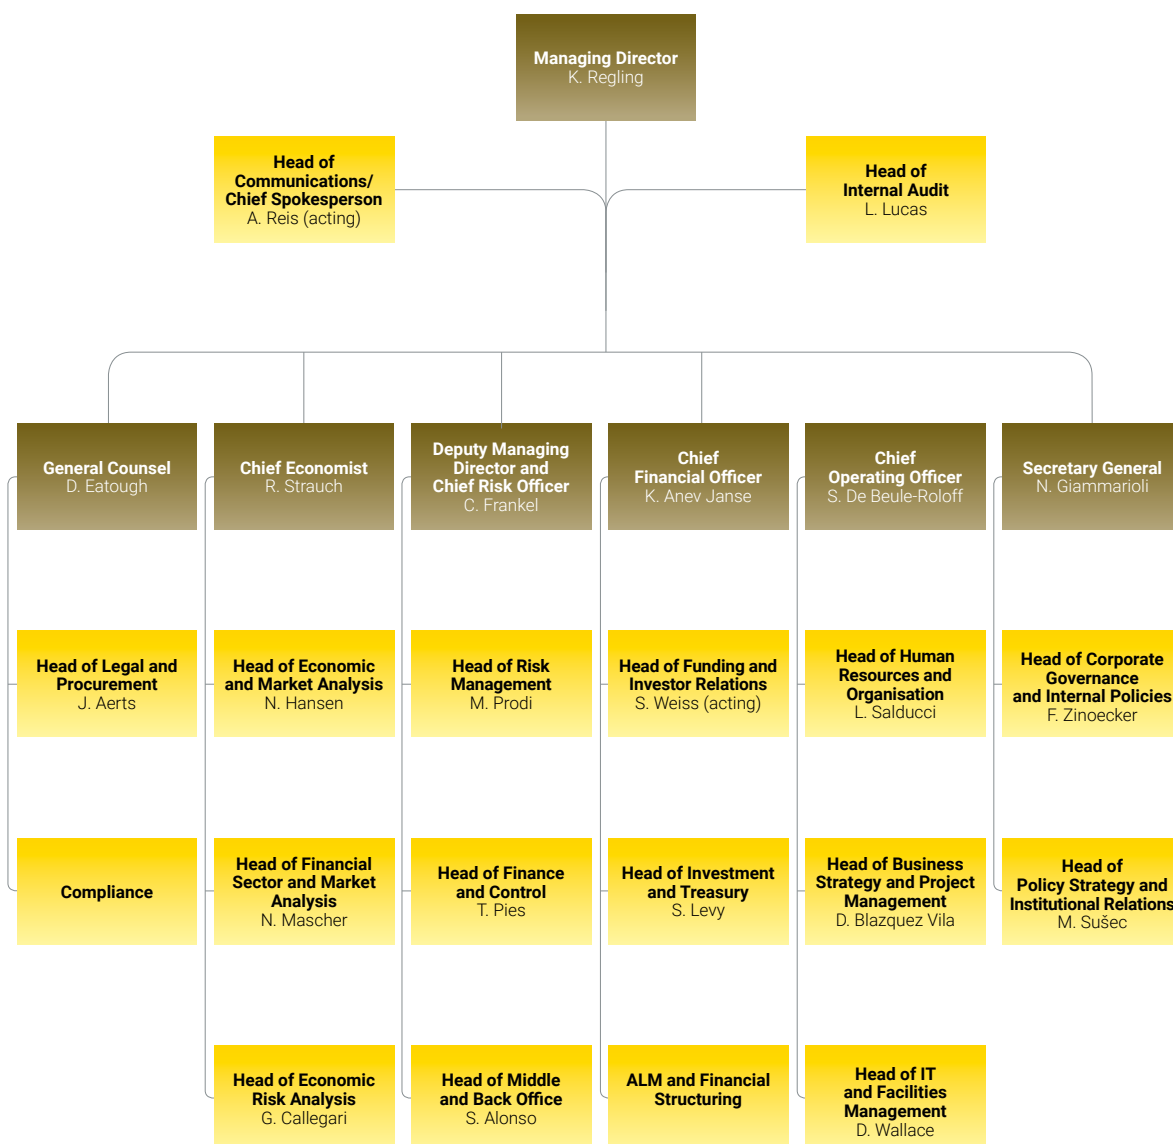 Managing Director
K. Regling
Head of
Communications/
Chief Spokesperson
A. Reis (acting)
Head of
Internal Audit
L. Lucas
General Counsel
D. Eatough
Chief Economist
R. Strauch
Deputy Managing
Director and
Chief Risk Officer
C. Frankel
Chief
Financial Officer
K. Anev Janse
Chief
Operating Officer
S. De Beule-Roloff
Secretary General
N. Giammarioli
Head of Legal and
Procurement
J. Aerts
Head of Economic
and Market Analysis
N. Hansen
Head of Risk
Management
M. Prodi
Head of Funding and
Investor Relations
S. Weiss (acting)
Head of Human
Resources and
Organisation
L. Salducci
Head of Corporate
Governance
and Internal Policies
F. Zinoecker
Compliance
Head of Financial
Sector and Market
Analysis
N. Mascher
Head of Finance
and Control
T. Pies
Head of Investment
and Treasury
S. Levy
Head of Business
Strategy and Project
Management
D. Blazquez Vila
Head of
Policy Strategy and
Institutional Relations
M. Sušec
Head of Economic
Risk Analysis
G. Callegari
Head of Middle
and Back Office
S. Alonso
ALM and Financial
Structuring
Head of IT
and Facilities
Management
D. Wallace